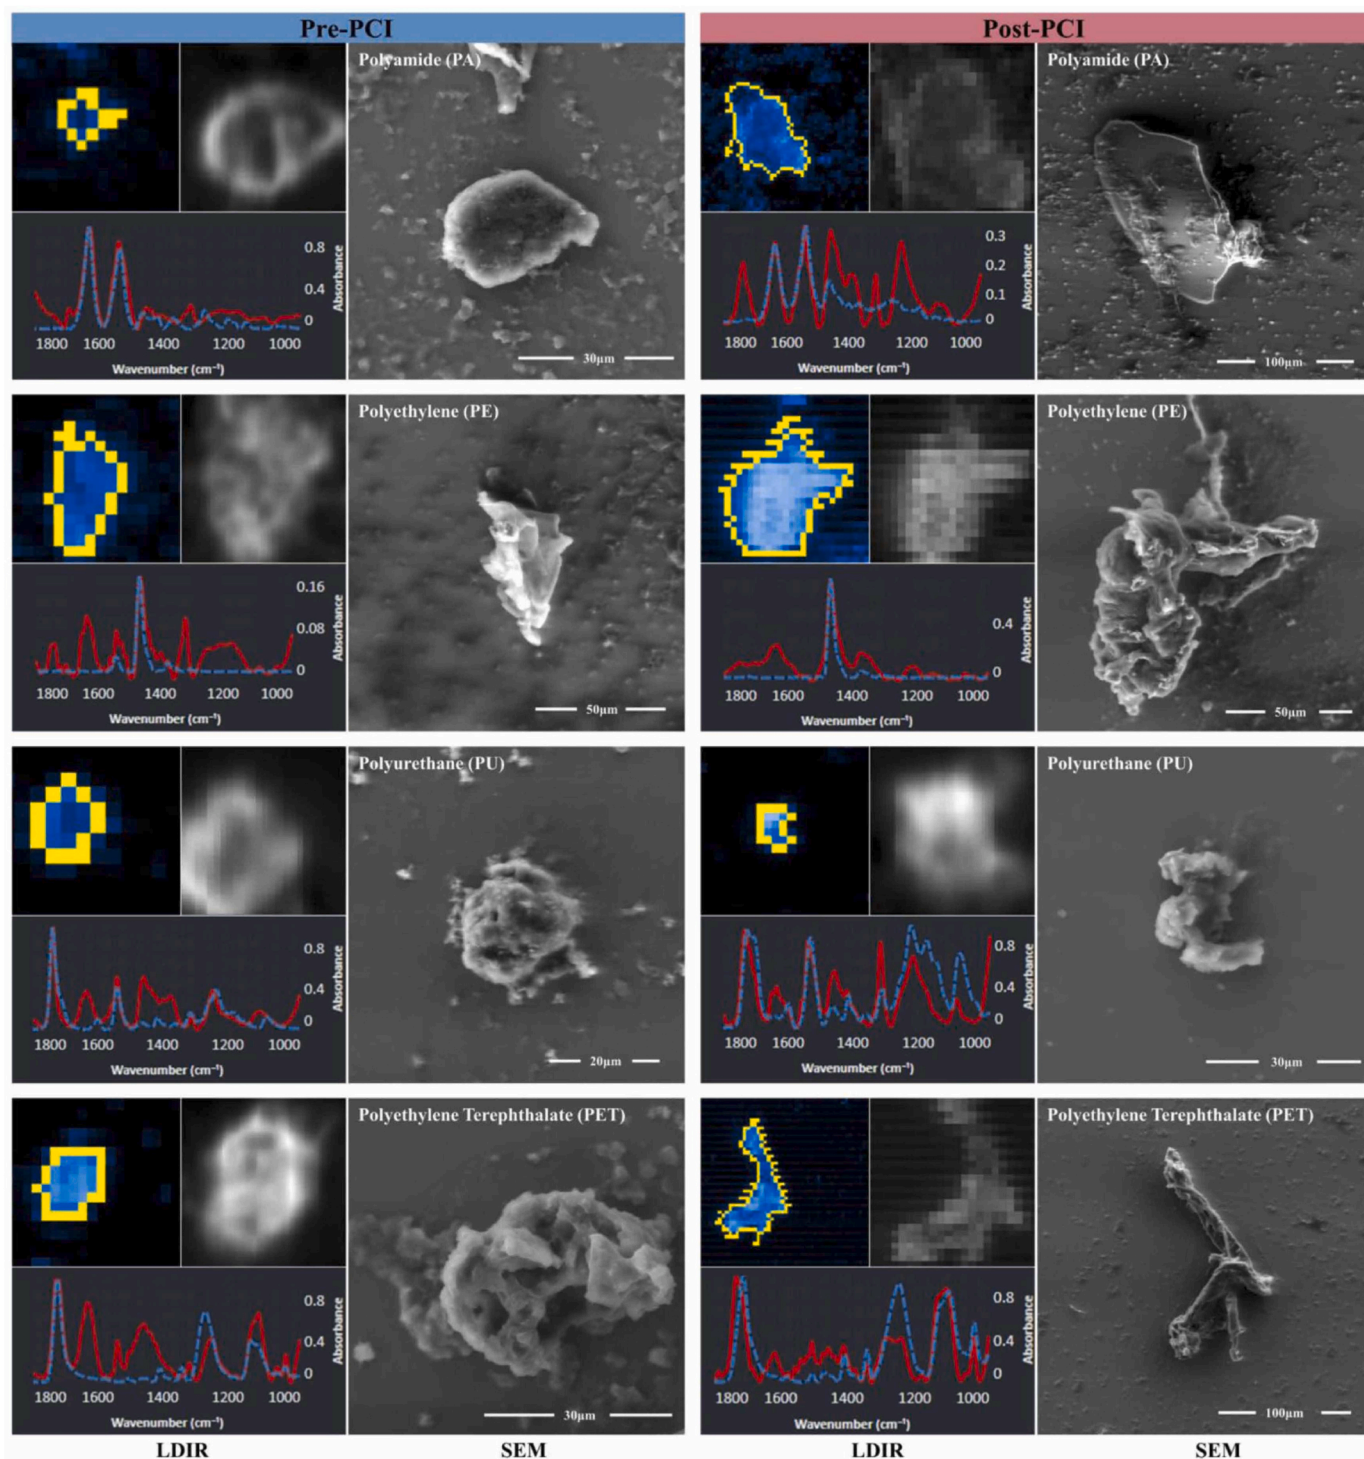 Pre-PCI
Post-PCI
Polyamide (PA)
0.8
0.4
0
Absorbance
1800 1600 1400 1200 1000
Wavenumber (cm⁻¹)
30µm
Polyamide (PA)
0.3
0.2
0.1
0
Absorbance
1800 1600 1400 1200 1000
Wavenumber (cm⁻¹)
100µm
Polyethylene (PE)
0.16
0.08
0
Absorbance
1800 1600 1400 1200 1000
Wavenumber (cm⁻¹)
50µm
Polyethylene (PE)
0.4
0
Absorbance
1800 1600 1400 1200 1000
Wavenumber (cm⁻¹)
50µm
Polyurethane (PU)
0.8
0.4
0
Absorbance
1800 1600 1400 1200 1000
Wavenumber (cm⁻¹)
20µm
Polyurethane (PU)
0.8
0.4
0
Absorbance
1800 1600 1400 1200 1000
Wavenumber (cm⁻¹)
30µm
Polyethylene Terephthalate (PET)
0.8
0.4
0
Absorbance
1800 1600 1400 1200 1000
Wavenumber (cm⁻¹)
30µm
Polyethylene Terephthalate (PET)
0.8
0.4
0
Absorbance
1800 1600 1400 1200 1000
Wavenumber (cm⁻¹)
100µm
LDIR
SEM
LDIR
SEM